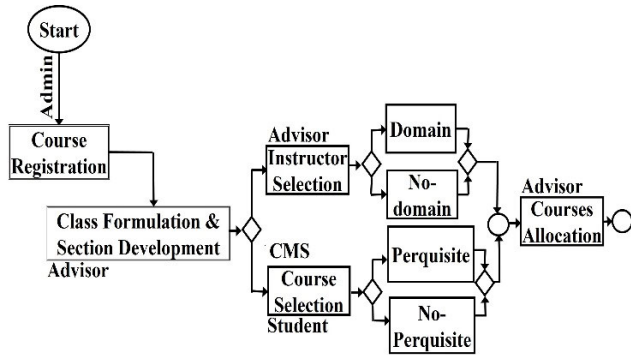 Start
Admin
Course
Registration
Class Formulation &
Section Development
Advisor
Advisor
Instructor
Selection
Domain
No-
domain
CMS
Course
Selection
Student
Perquisite
No-
Perquisite
Advisor
Courses
Allocation